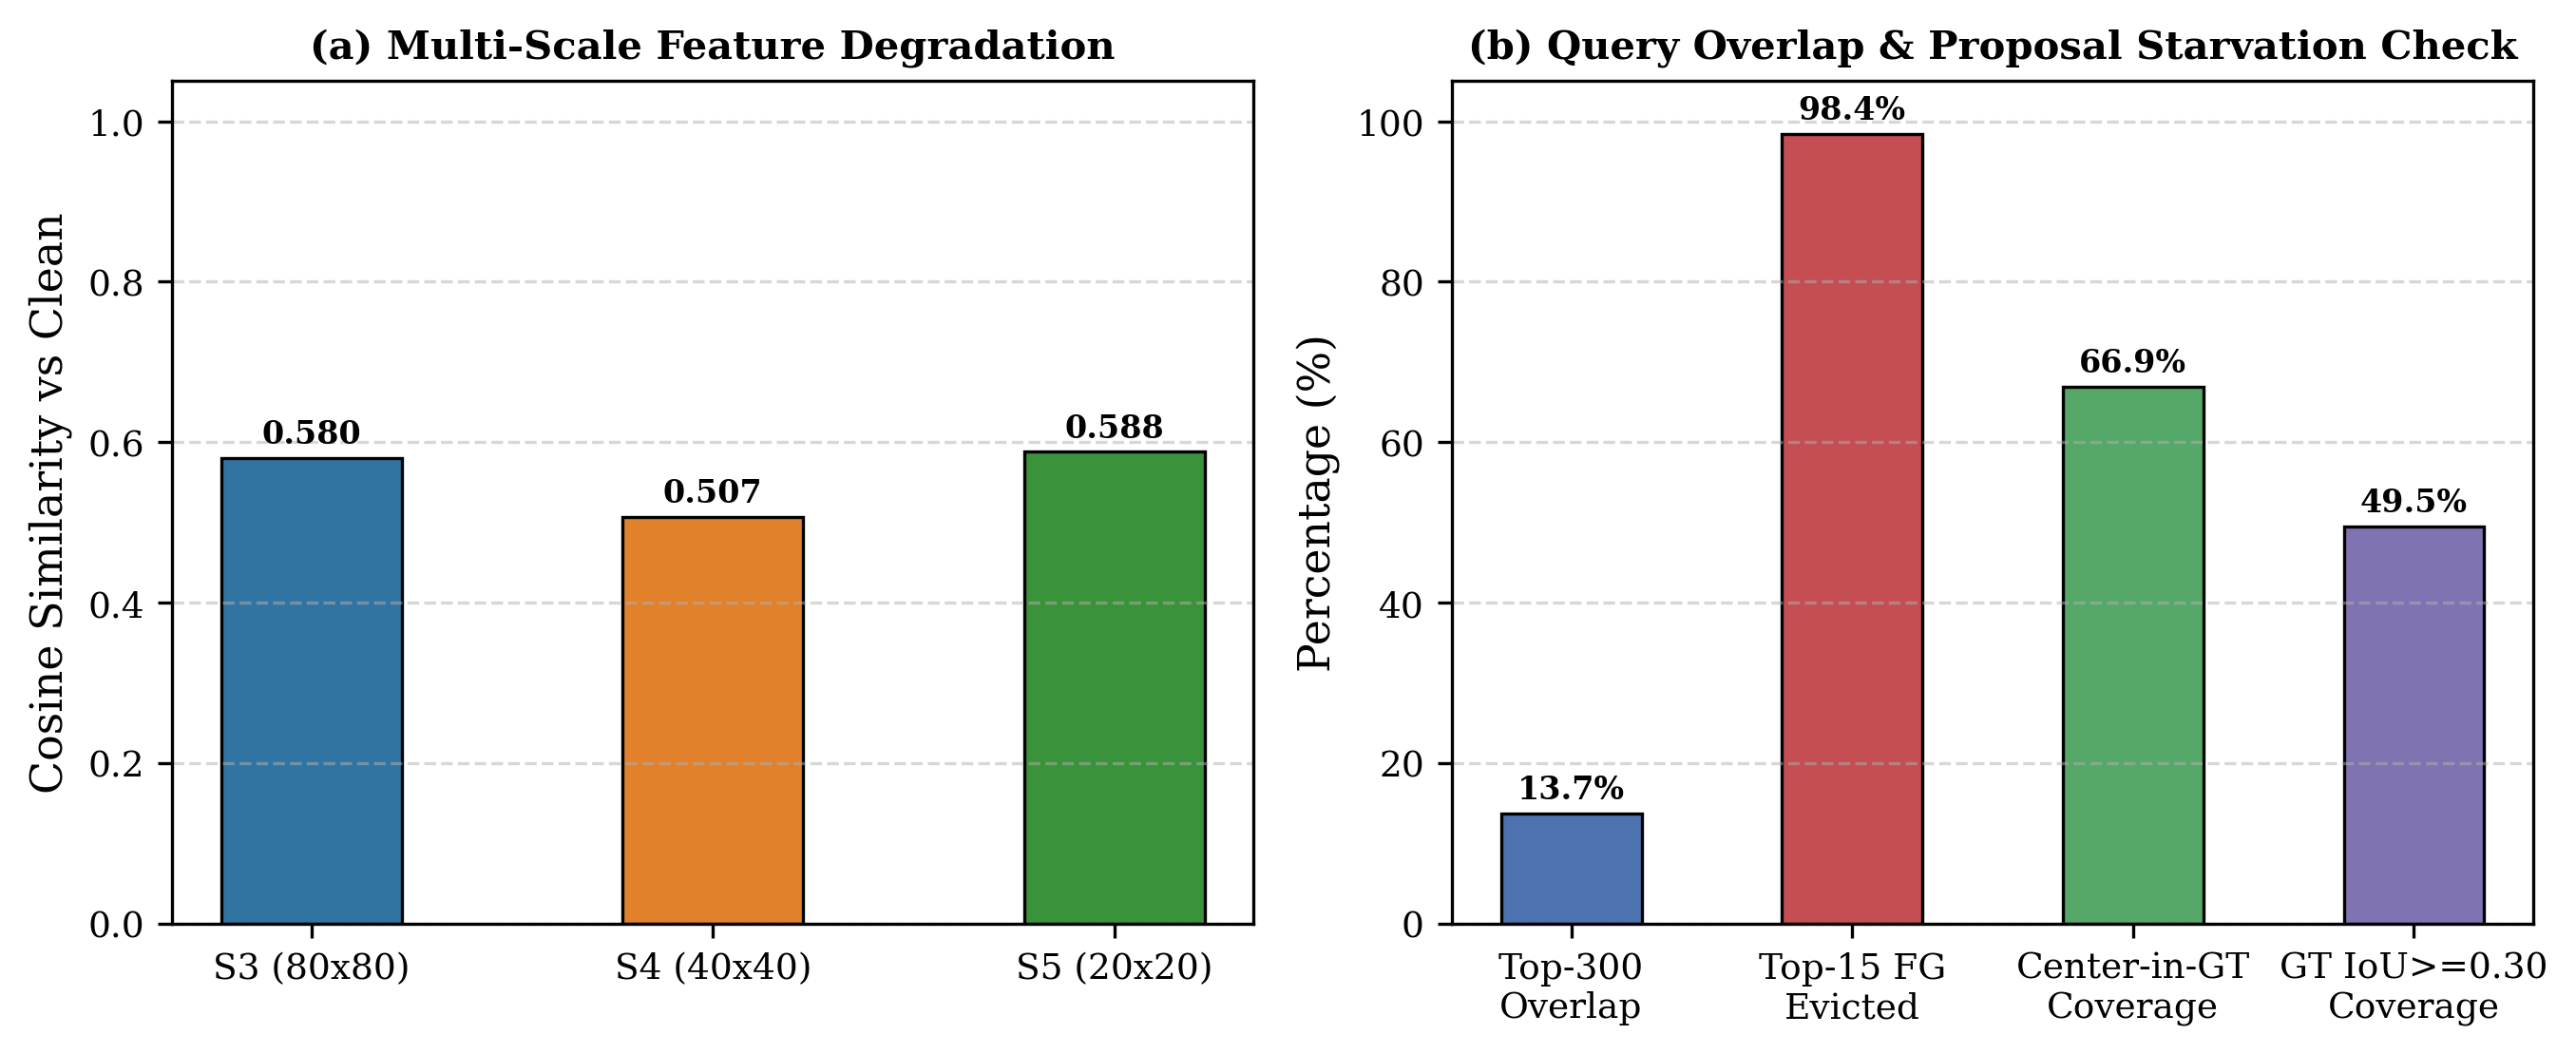 (a) Multi-Scale Feature Degradation
Cosine Similarity vs Clean
1.0
0.8
0.6
0.4
0.2
0.0
0.580
0.507
0.588
S3 (80x80)
S4 (40x40)
S5 (20x20)
(b) Query Overlap & Proposal Starvation Check
Percentage (%)
100
80
60
40
20
0
13.7%
98.4%
66.9%
49.5%
Top-300
Overlap
Top-15 FG
Evicted
Center-in-GT
Coverage
GT IoU>=0.30
Coverage